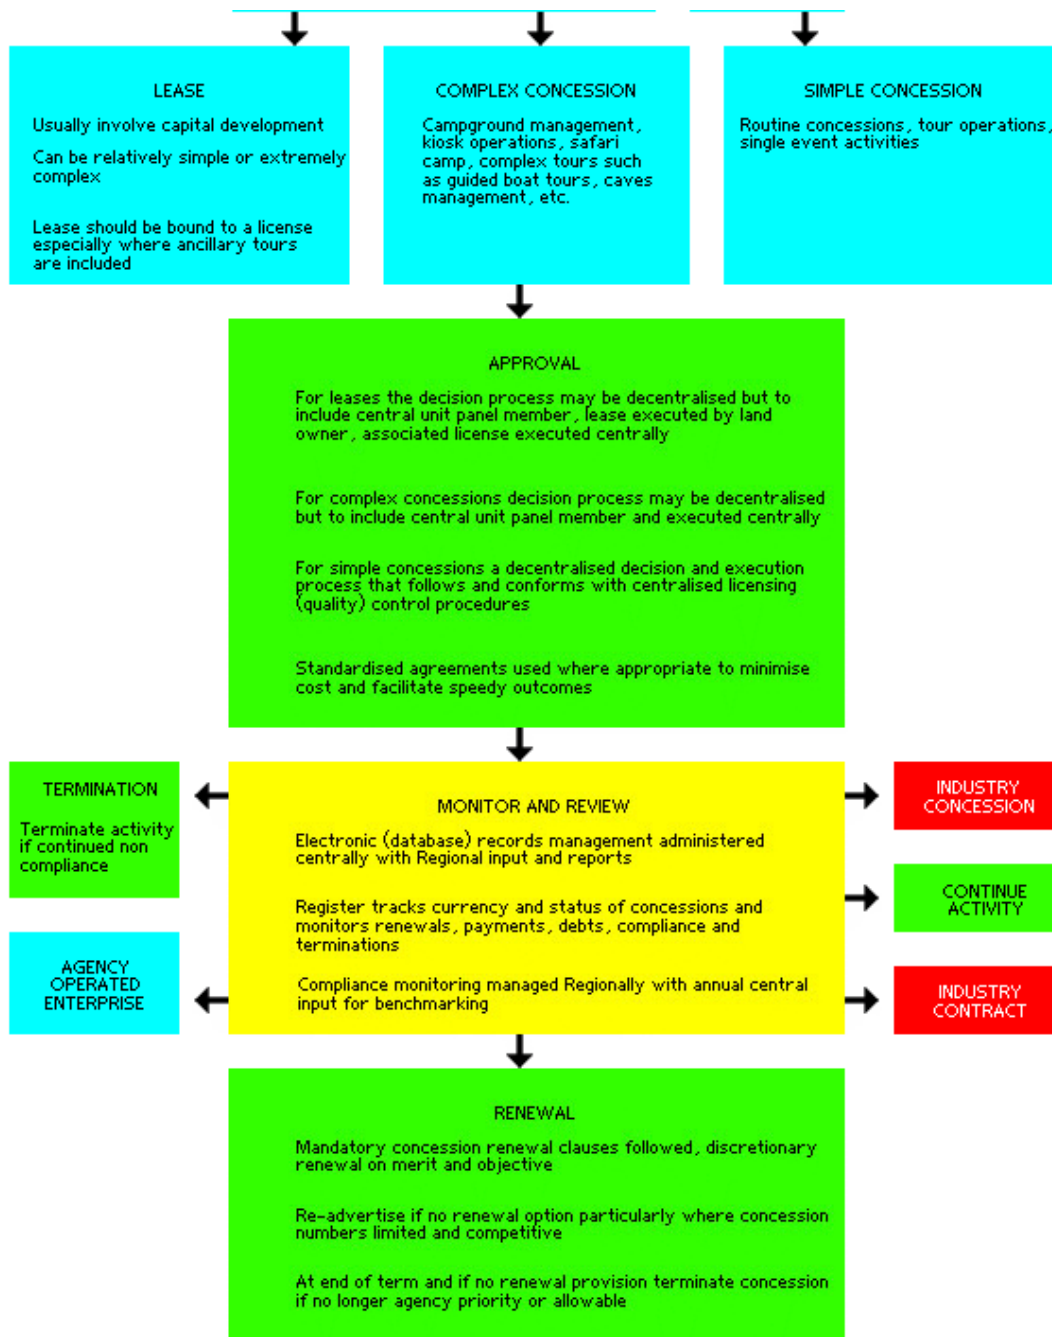 LEASE
Usually involve capital development
Can be relatively simple or extremely
complex
Lease should be bound to a license
especially where ancillary tours
are included
COMPLEX CONCESSION
Campground management,
kiosk operations, safari
camp, complex tours such
as guided boat tours, caves
management, etc.
SIMPLE CONCESSION
Routine concessions, tour operations,
single event activities
APPROVAL
For leases the decision process may be decentralised but to
include central unit panel member, lease executed by land
owner, associated license executed centrally
For complex concessions decision process may be decentralised
but to include central unit panel member and executed centrally
For simple concessions a decentralised decision and execution
process that follows and conforms with centralised licensing
(quality) control procedures
Standardised agreements used where appropriate to minimise
cost and facilitate speedy outcomes
TERMINATION
Terminate activity
if continued non
compliance
AGENCY
OPERATED
ENTERPRISE
MONITOR AND REVIEW
Electronic (database) records management administered
centrally with Regional input and reports
Register tracks currency and status of concessions and
monitors renewals, payments, debts, compliance and
terminations
Compliance monitoring managed Regionally with annual central
input for benchmarking
INDUSTRY
CONCESSION
CONTINUE
ACTIVITY
INDUSTRY
CONTRACT
RENEWAL
Mandatory concession renewal clauses followed, discretionary
renewal on merit and objective
Re-advertise if no renewal option particularly where concession
numbers limited and competitive
At end of term and if no renewal provision terminate concession
if no longer agency priority or allowable